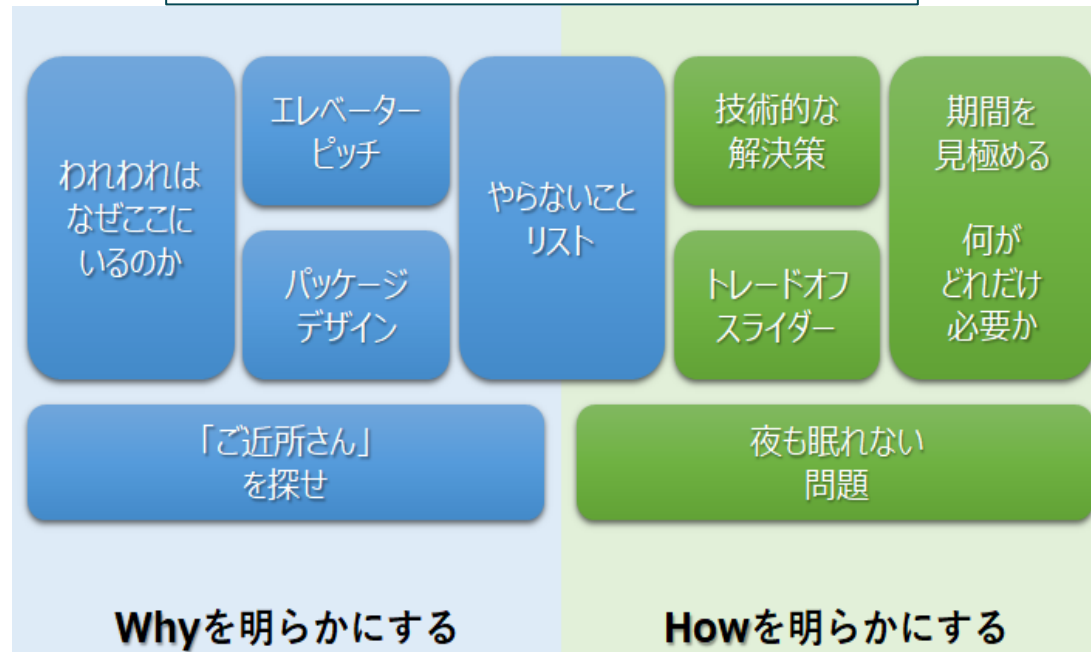 われわれは
なぜここに
いるのか
エレベーター
ピッチ
パッケージ
デザイン
やらないこと
リスト
技術的な
解決策
トレードオフ
スライダー
期間を
見極める
何が
どれだけ
必要か
「ご近所さん」
を探せ
夜も眠れない
問題
Whyを明らかにする
Howを明らかにする